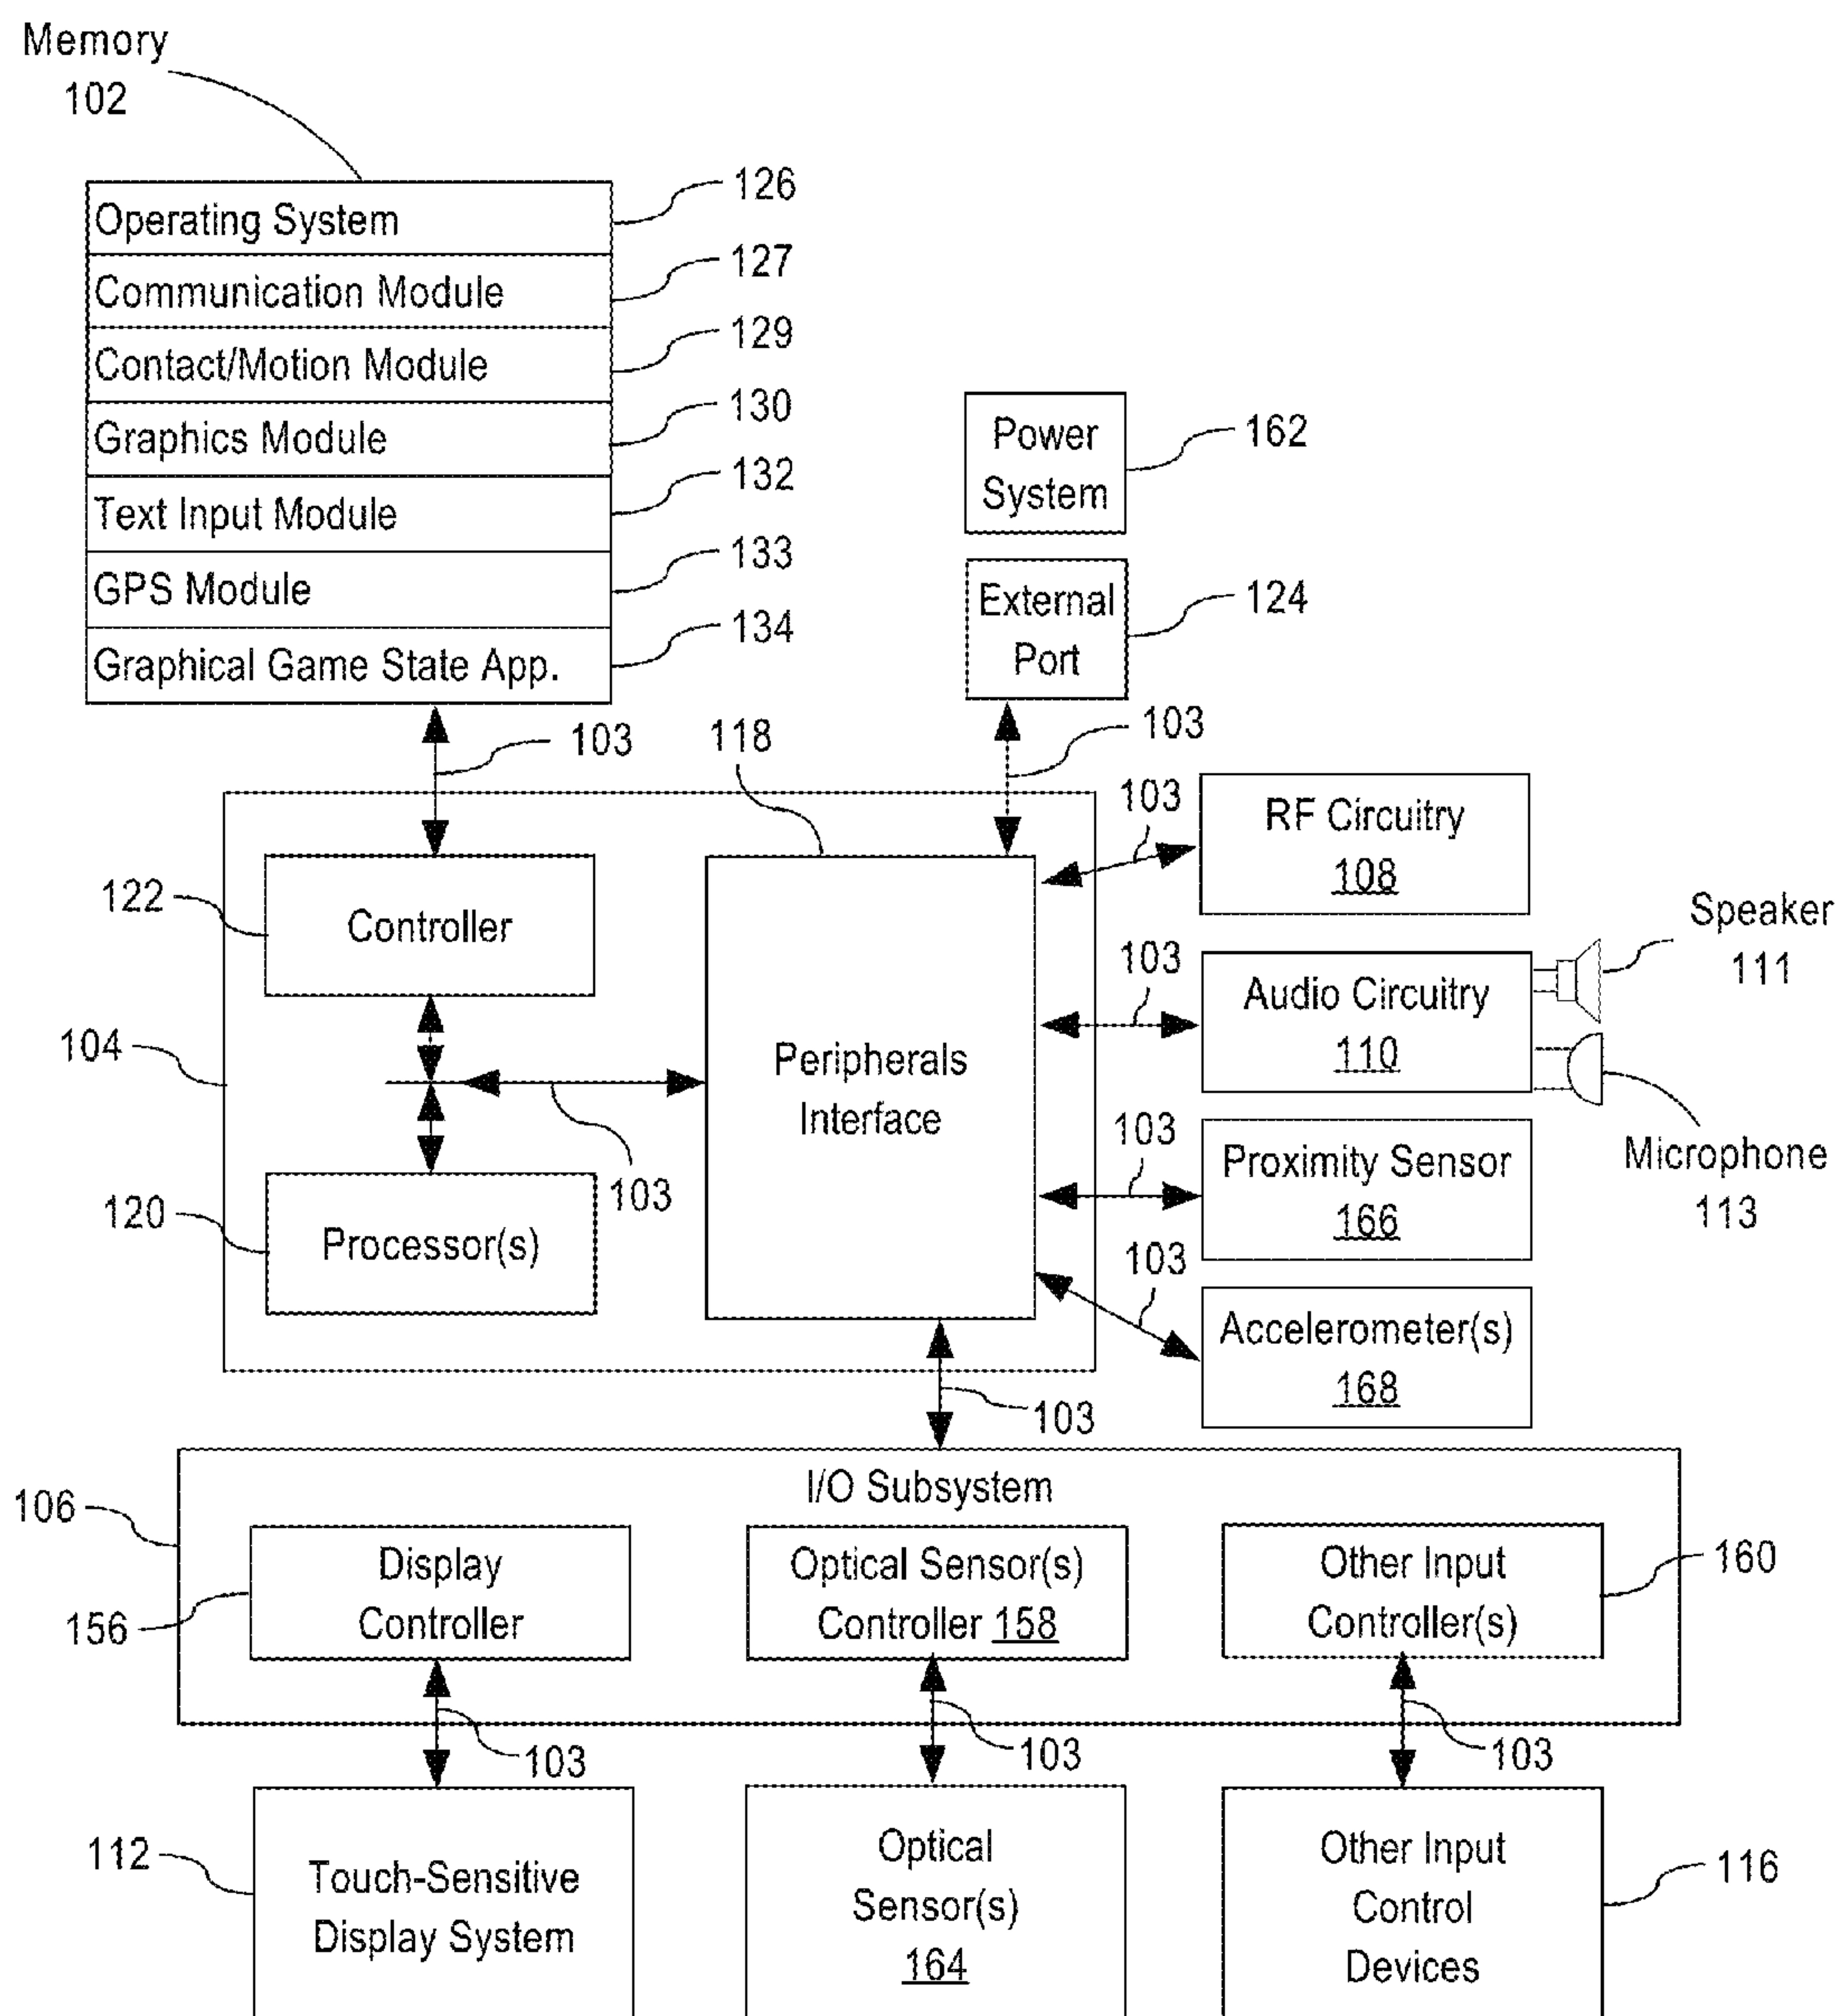 Memory
102
Operating System
126
Communication Module
127
Contact/Motion Module
129
Graphics Module
130
Text Input Module
132
GPS Module
133
Graphical Game State App.
134
Power
System
162
External
Port
124
103
118
103
103
RF Circuitry
108
122
Controller
Speaker
111
103
Audio Circuitry
110
104
Peripherals
Interface
103
Microphone
113
103
Proximity Sensor
166
120
Processor(s)
103
Accelerometer(s)
168
103
I/O Subsystem
106
156
Display
Controller
Optical Sensor(s)
Controller 158
Other Input
Controller(s)
160
103
103
103
112
Touch-Sensitive
Display System
Optical
Sensor(s)
164
Other Input
Control
Devices
116